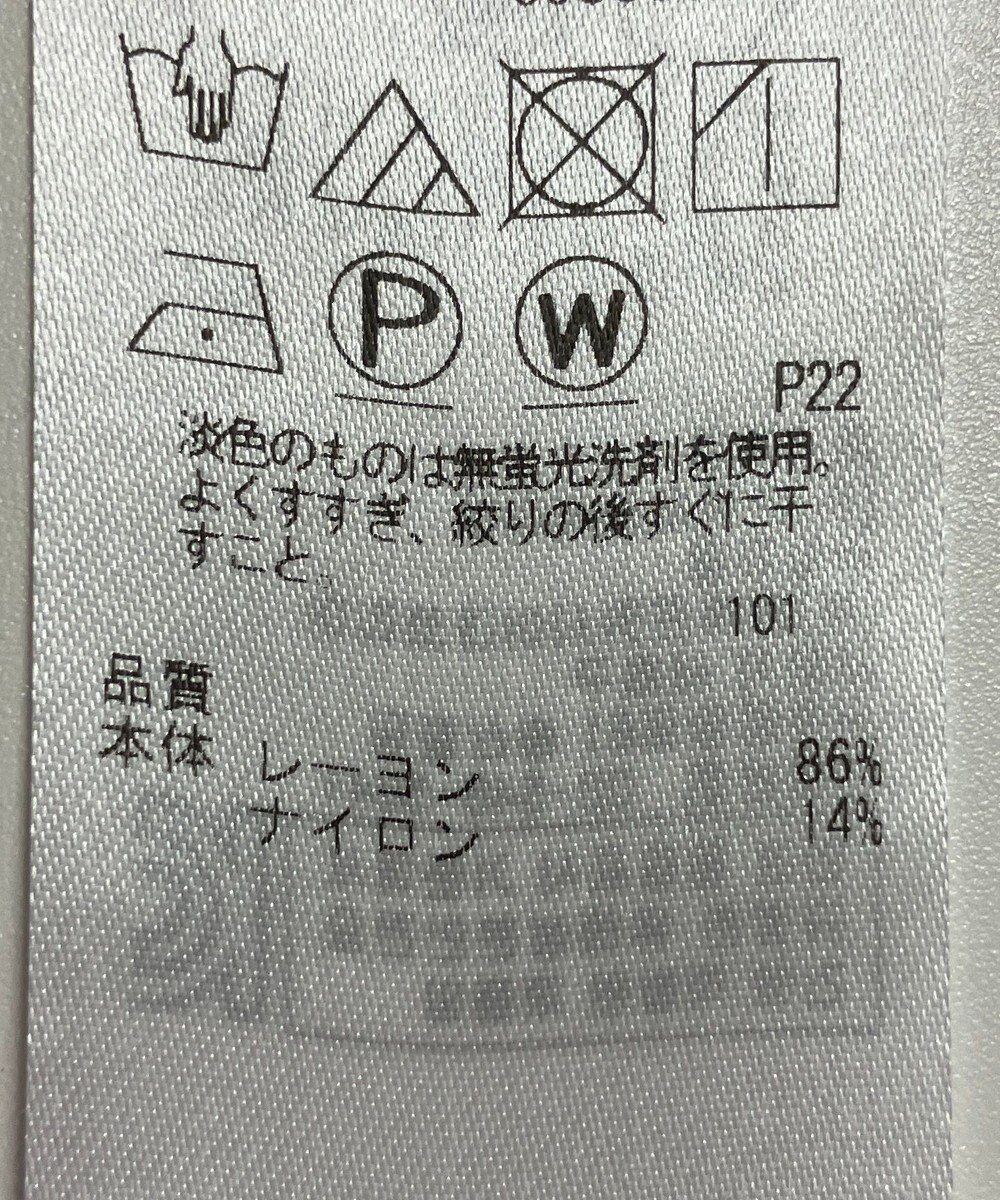 P W
P22
淡色のものは無蛍光洗剤を使用。
よくすすぎ、絞りの後すぐに干
すこと。
101
品質
本体
レーヨン 86%
ナイロン 14%